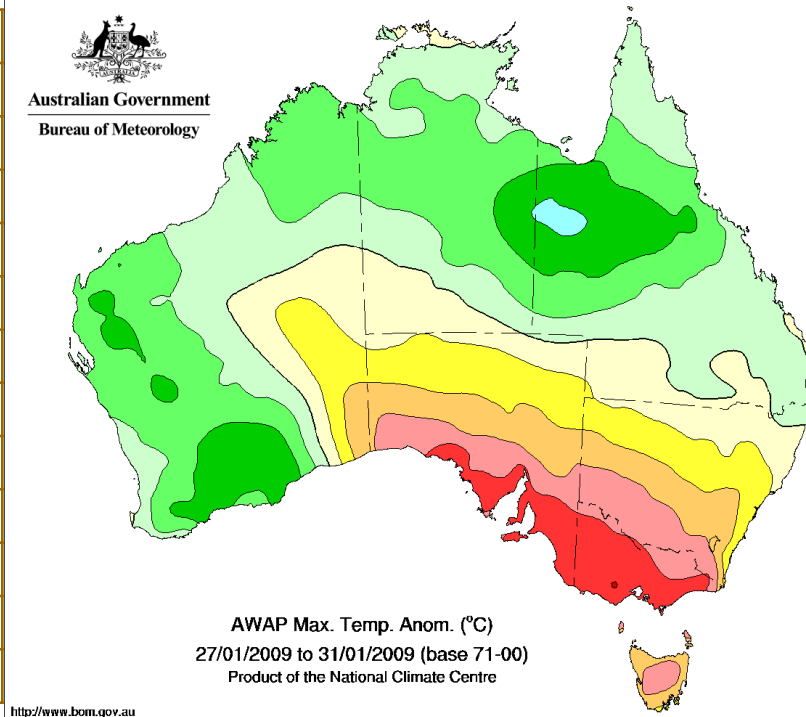 AUSTRALIA
Australian Government
Bureau of Meteorology
AWAP Max. Temp. Anom. (°C)
27/01/2009 to 31/01/2009 (base 71-00)
Product of the National Climate Centre
http://www.bom.gov.au